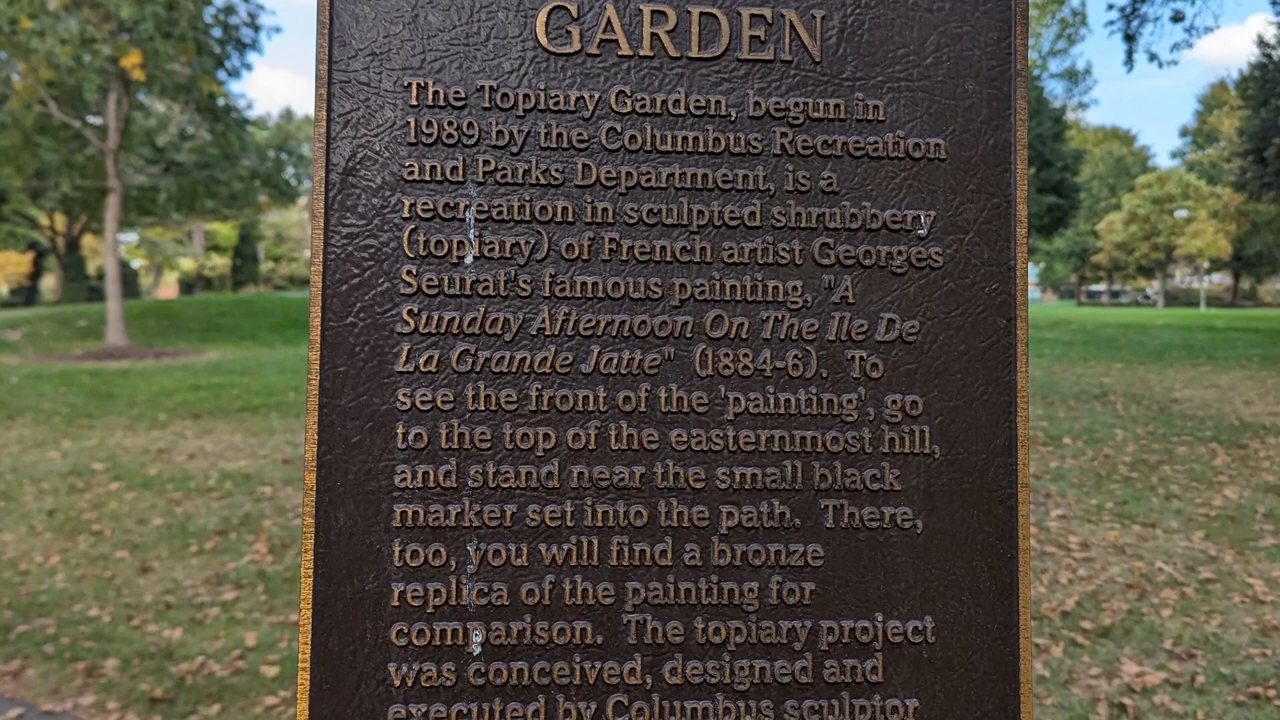 GARDEN
The Topiary Garden, begun in
1989 by the Columbus Recreation
and Parks Department, is a
recreation in sculpted shrubbery
(topiary) of French artist Georges
Seurat's famous painting, "A
Sunday Afternoon On The Ile De
La Grande Jatte" (1884-6). To
see the front of the 'painting', go
to the top of the easternmost hill,
and stand near the small black
marker set into the path. There,
too, you will find a bronze
replica of the painting for
comparison. The topiary project
was conceived, designed and
executed by Columbus sculptor